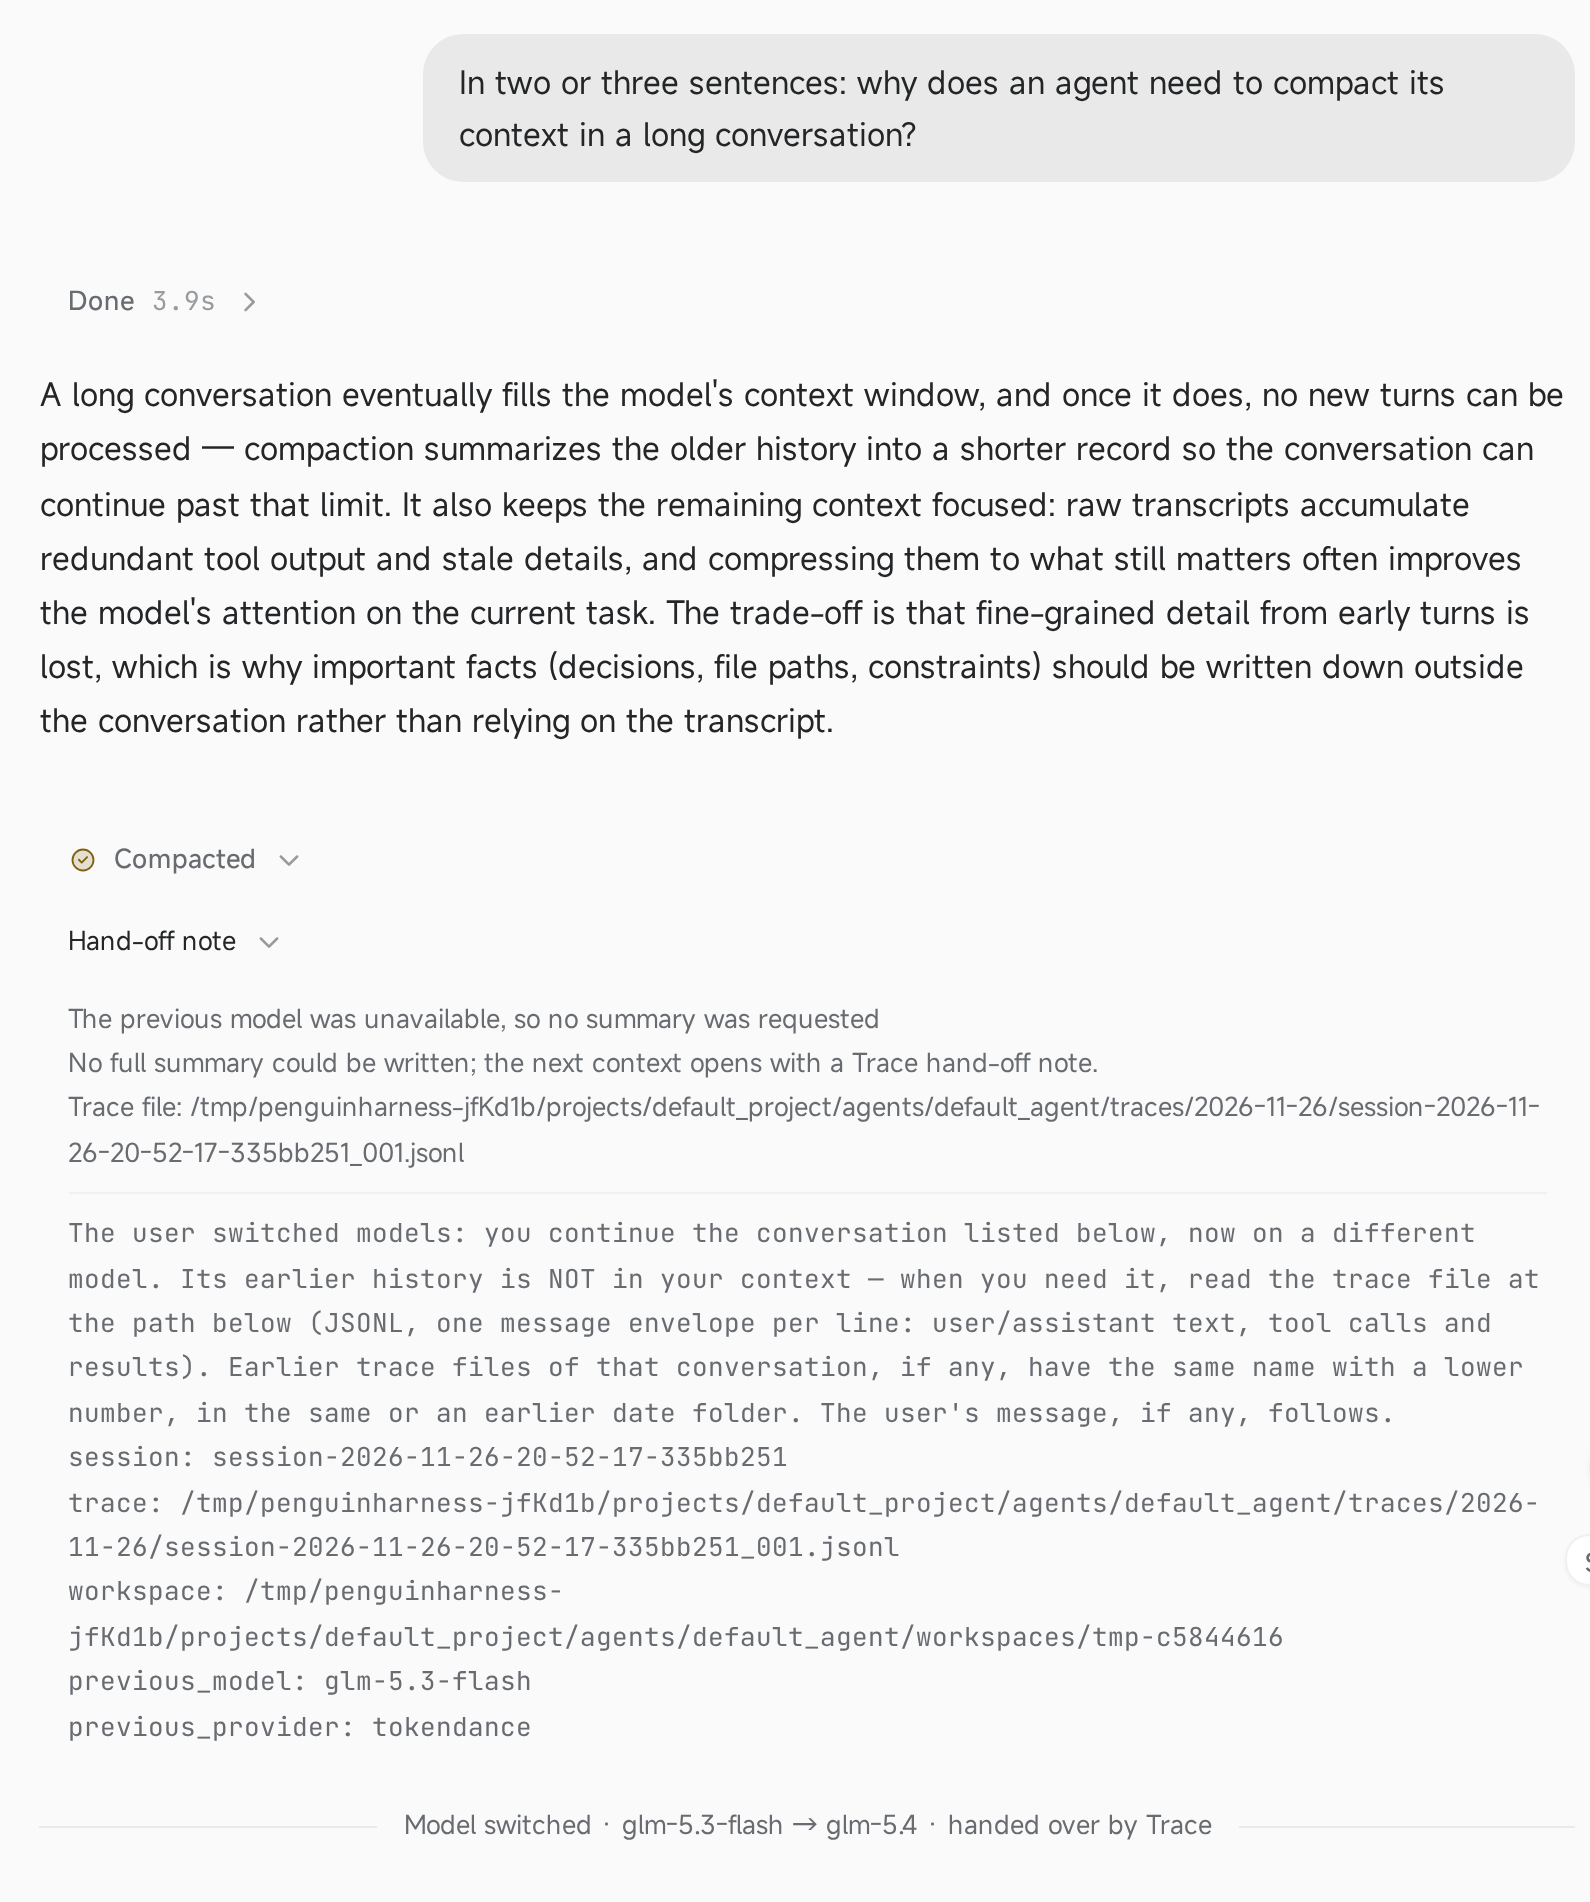 In two or three sentences: why does an agent need to compact its
context in a long conversation?
Done 3.9s
A long conversation eventually fills the model's context window, and once it does, no new turns can be
processed — compaction summarizes the older history into a shorter record so the conversation can
continue past that limit. It also keeps the remaining context focused: raw transcripts accumulate
redundant tool output and stale details, and compressing them to what still matters often improves
the model's attention on the current task. The trade-off is that fine-grained detail from early turns is
lost, which is why important facts (decisions, file paths, constraints) should be written down outside
the conversation rather than relying on the transcript.
Compacted
Hand-off note
The previous model was unavailable, so no summary was requested
No full summary could be written; the next context opens with a Trace hand-off note.
Trace file: /tmp/penguinharness-jfKd1b/projects/default_project/agents/default_agent/traces/2026-11-26/session-2026-11-
26-20-52-17-335bb251_001.jsonl
The user switched models: you continue the conversation listed below, now on a different
model. Its earlier history is NOT in your context — when you need it, read the trace file at
the path below (JSONL, one message envelope per line: user/assistant text, tool calls and
results). Earlier trace files of that conversation, if any, have the same name with a lower
number, in the same or an earlier date folder. The user's message, if any, follows.
session: session-2026-11-26-20-52-17-335bb251
trace: /tmp/penguinharness-jfKd1b/projects/default_project/agents/default_agent/traces/2026-
11-26/session-2026-11-26-20-52-17-335bb251_001.jsonl
workspace: /tmp/penguinharness-
jfKd1b/projects/default_project/agents/default_agent/workspaces/tmp-c5844616
previous_model: glm-5.3-flash
previous_provider: tokendance
Model switched · glm-5.3-flash → glm-5.4 · handed over by Trace